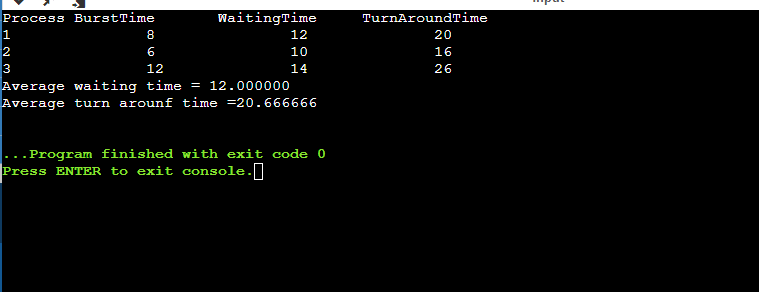 Input
Process BurstTime WaitingTime TurnAroundTime
1 8 12 20
2 6 10 16
3 12 14 26
Average waiting time = 12.000000
Average turn arounf time =20.666666
...Program finished with exit code 0
Press ENTER to exit console.